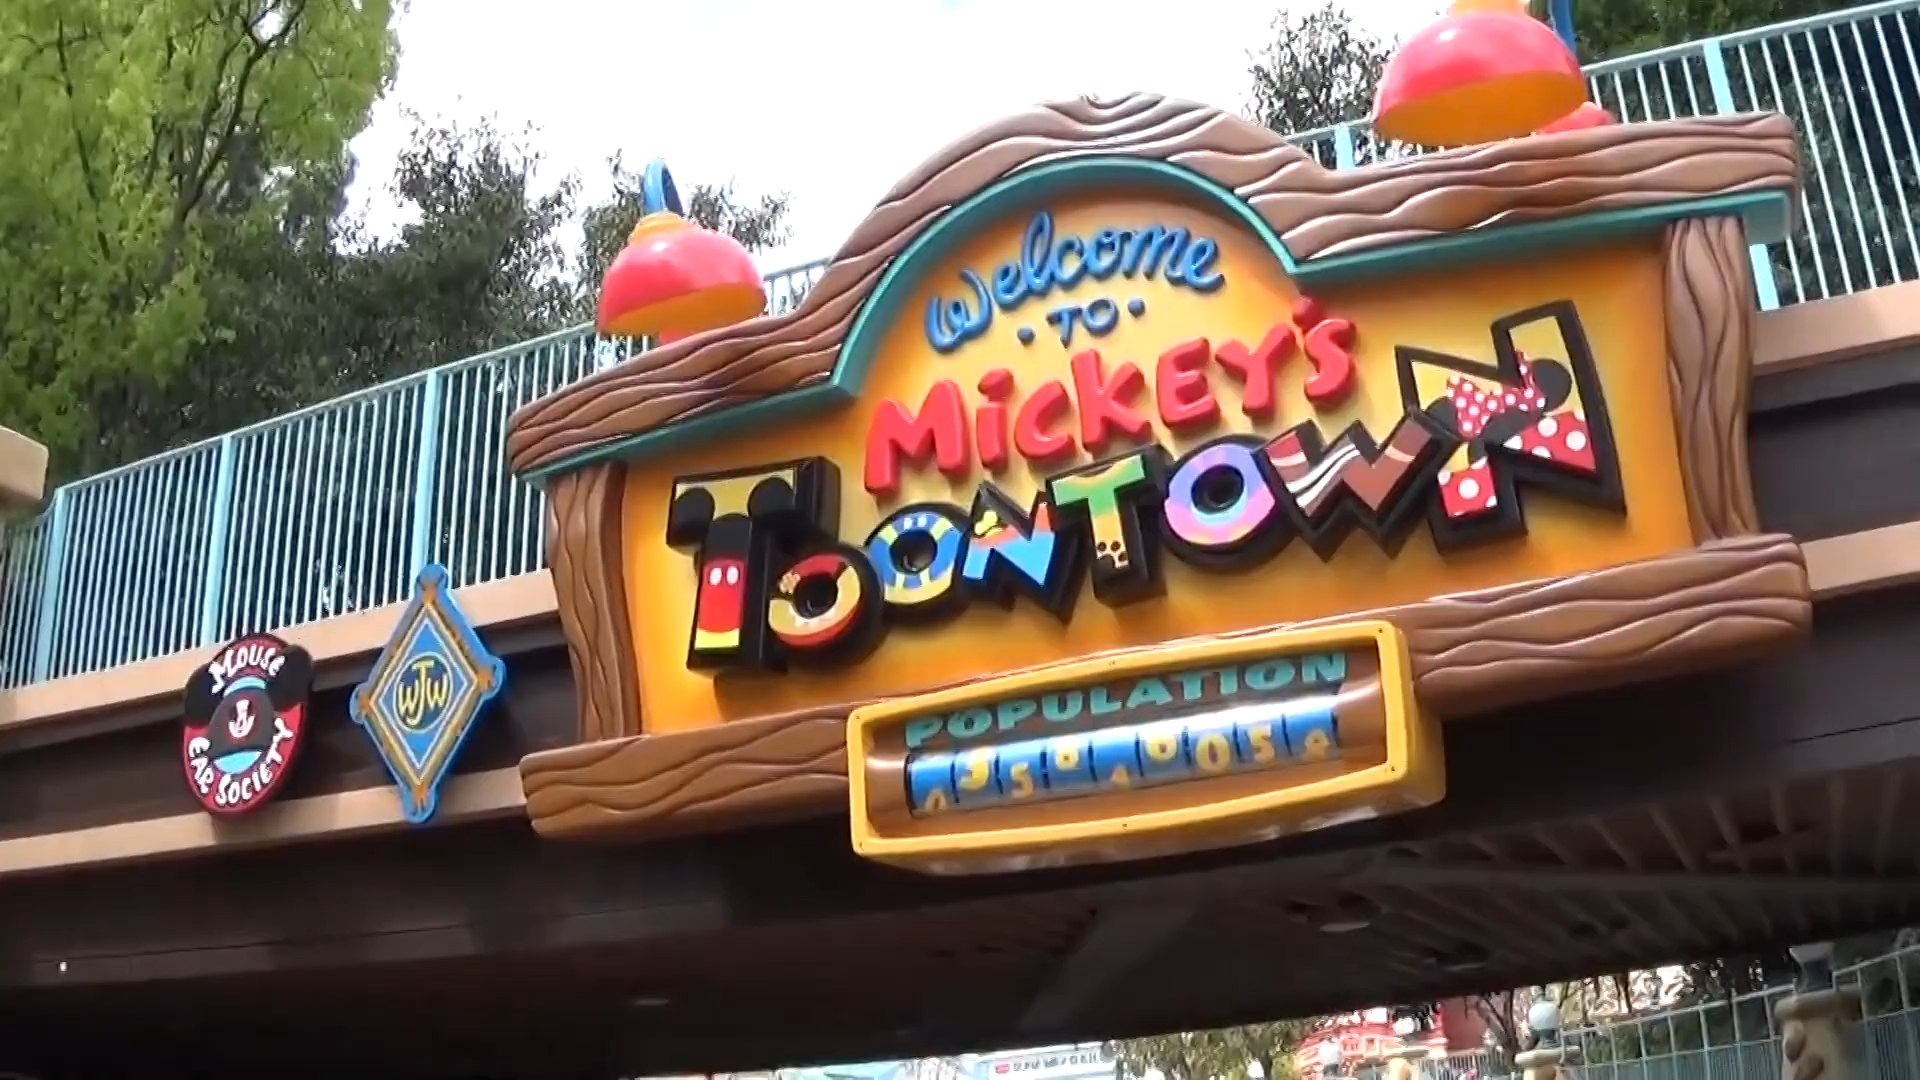 Welcome
·TO·
MICKEY'S
TOONTOWN
POPULATION
MOUSE
EAR SOCIETY
WJW